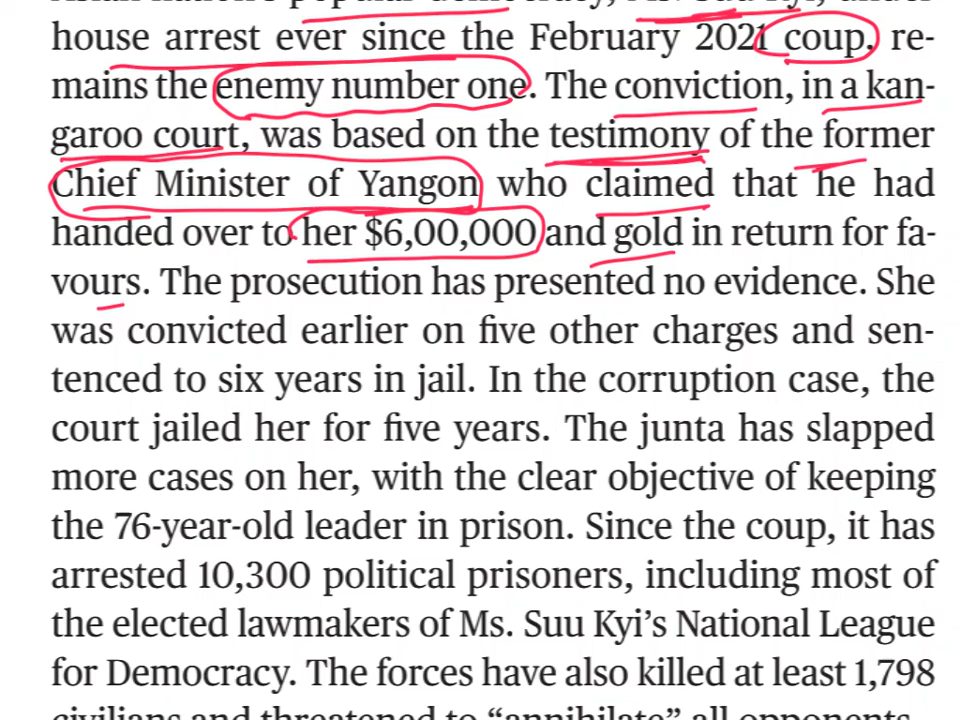 house arrest ever since the February 2021 coup, re-
mains the enemy number one. The conviction, in a kan-
garoo court, was based on the testimony of the former
Chief Minister of Yangon who claimed that he had
handed over to her $6,00,000 and gold in return for fa-
vours. The prosecution has presented no evidence. She
was convicted earlier on five other charges and sen-
tenced to six years in jail. In the corruption case, the
court jailed her for five years. The junta has slapped
more cases on her, with the clear objective of keeping
the 76-year-old leader in prison. Since the coup, it has
arrested 10,300 political prisoners, including most of
the elected lawmakers of Ms. Suu Kyi’s National League
for Democracy. The forces have also killed at least 1,798
civilians and threatened to “annihilate” all opponents.